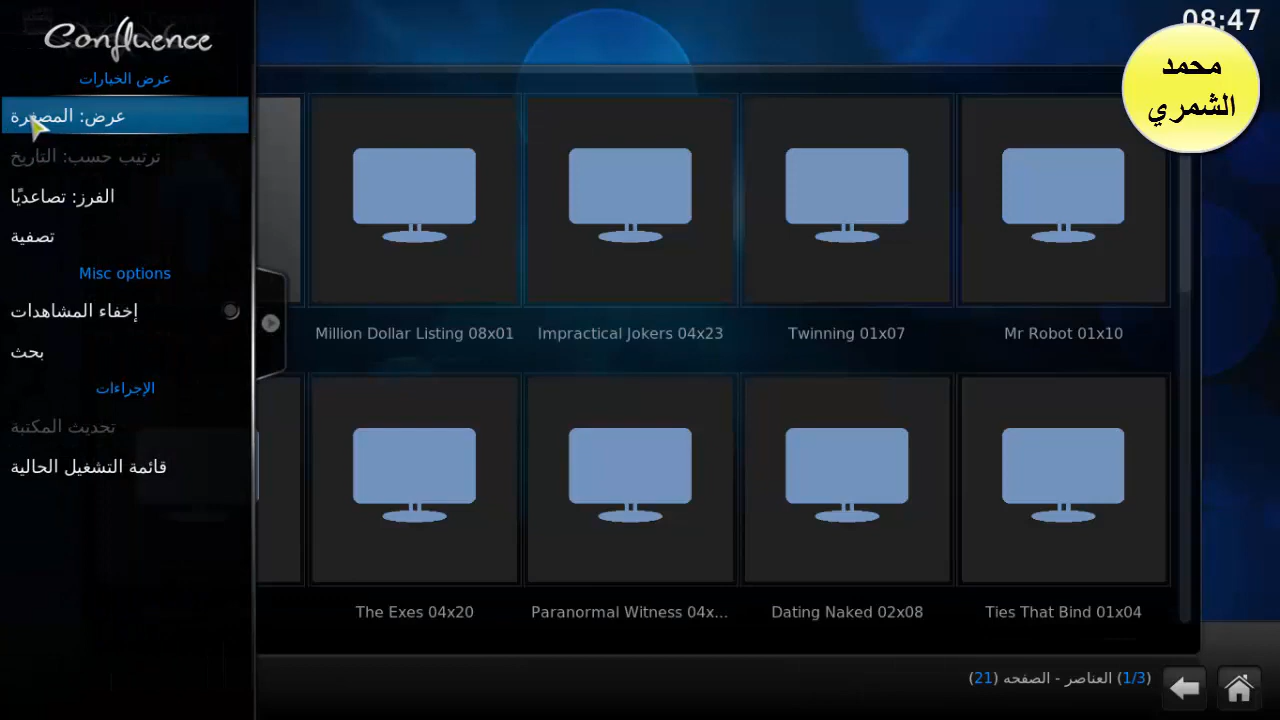 Confluence
08:47
محمد
الشمري
عرض الخيارات
عرض: المصغرة
ترتيب حسب: التاريخ
الفرز: تصاعديًا
تصفية
Misc options
إخفاء المشاهدات
بحث
الإجراءات
تحديث المكتبة
قائمة التشغيل الحالية
Million Dollar Listing 08x01
Impractical Jokers 04x23
Twinning 01x07
Mr Robot 01x10
The Exes 04x20
Paranormal Witness 04x...
Dating Naked 02x08
Ties That Bind 01x04
(21) العناصر - الصفحه (1/3)